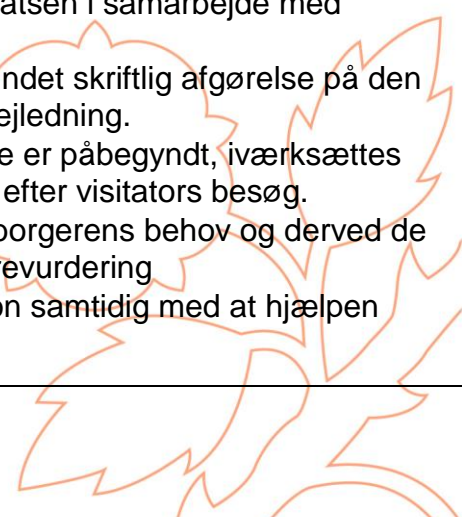 atsen i samarbejde med
ndet skriftlig afgørelse på den
ejledning.
e er påbegyndt, iværksættes
efter visitators besøg.
orgerens behov og derved de
revurdering
on samtidig med at hjælpen